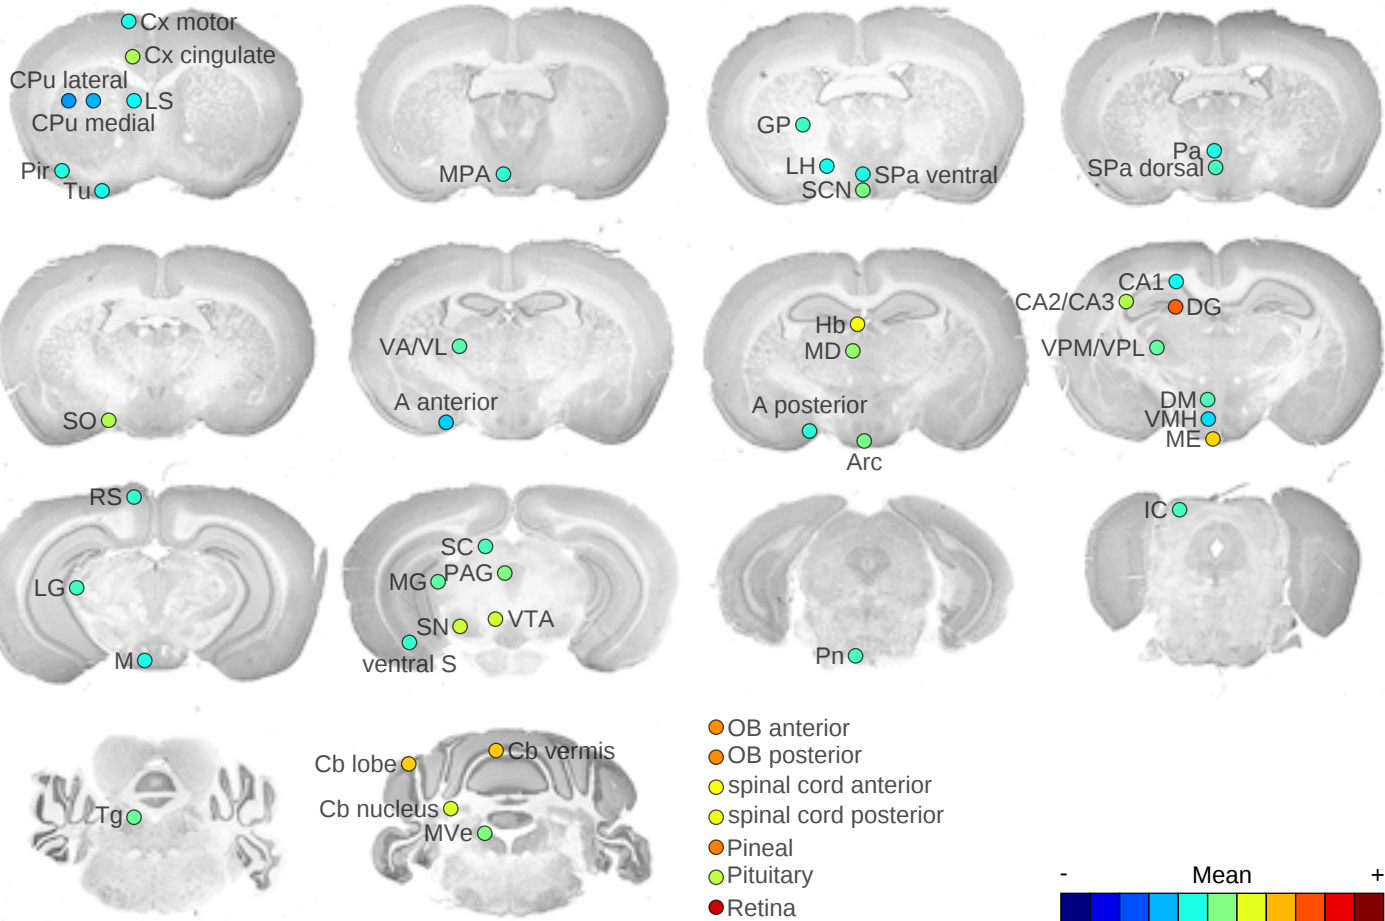 Cx motor
Cx cingulate
CPu lateral
LS
CPu medial
Pir
Tu
MPA
GP
LH
SPa ventral
SCN
Pa
SPa dorsal
SO
VA/VL
A anterior
Hb
MD
A posterior
Arc
CA1
CA2/CA3
DG
VPM/VPL
DM
VMH
ME
RS
LG
M
SC
MG
PAG
SN
VTA
ventral S
Pn
IC
Tg
Cb lobe
Cb vermis
Cb nucleus
MVe
OB anterior
OB posterior
spinal cord anterior
spinal cord posterior
Pineal
Pituitary
Retina
- Mean +